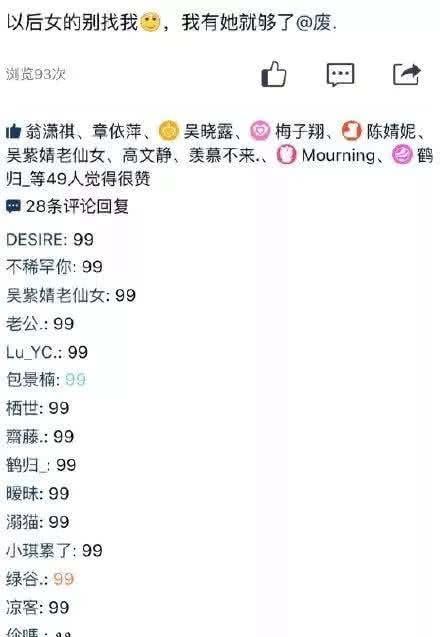 以后女的别找我，我有她就够了@废.
浏览93次
翁潇祺、章依萍、吴晓露、梅子翔、陈婧妮、
吴紫婧老仙女、高文静、羡慕不来.、Mourning、鹤
归_等49人觉得很赞
28条评论回复
DESIRE: 99
不稀罕你: 99
吴紫婧老仙女: 99
老公.: 99
Lu_YC.: 99
包景楠: 99
栖世: 99
齋藤.: 99
鹤归_: 99
暧昧: 99
溺猫: 99
小琪累了: 99
绿谷.: 99
凉客: 99